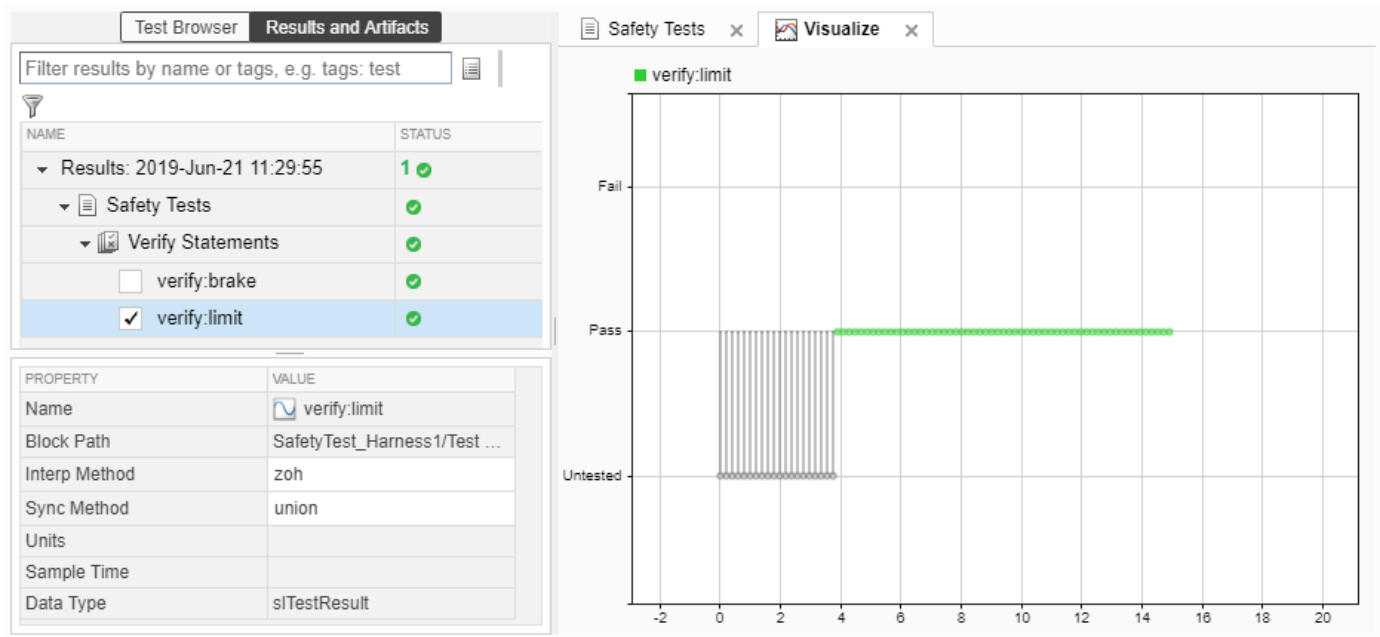 Test Browser Results and Artifacts
Filter results by name or tags, e.g. tags: test
NAME STATUS
Results: 2019-Jun-21 11:29:55 1
Safety Tests
Verify Statements
verify:brake
verify:limit
PROPERTY VALUE
Name verify:limit
Block Path SafetyTest_Harness1/Test ...
Interp Method zoh
Sync Method union
Units
Sample Time
Data Type slTestResult
Safety Tests Visualize
verify:limit
Fail
Pass
Untested
-2 0 2 4 6 8 10 12 14 16 18 20